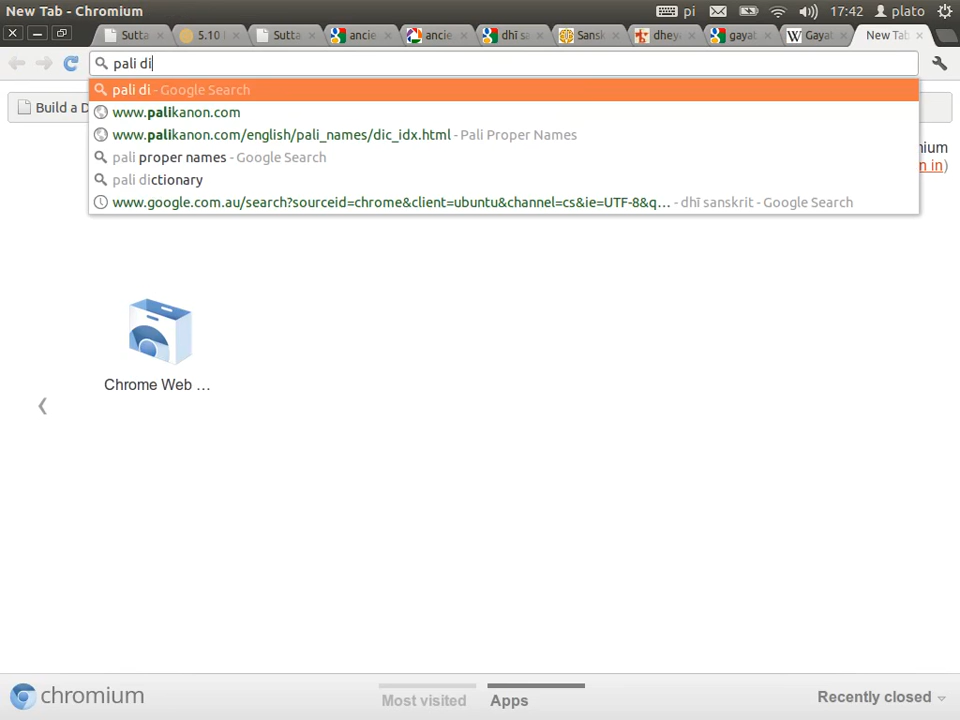 New Tab - Chromium
pi
17:42
plato
Sutta
5.10
Sutta
ancie
ancie
dhī sa
Sansk
dhey
gayat
Gayat
New Tab
pali di
Build a D
pali di - Google Search
www.palikanon.com
www.palikanon.com/english/pali_names/dic_idx.html - Pali Proper Names
pali proper names - Google Search
pali dictionary
www.google.com.au/search?sourceid=chrome&client=ubuntu&channel=cs&ie=UTF-8&q... - dhī sanskrit - Google Search
ium
n in)
Chrome Web ...
chromium
Most visited
Apps
Recently closed